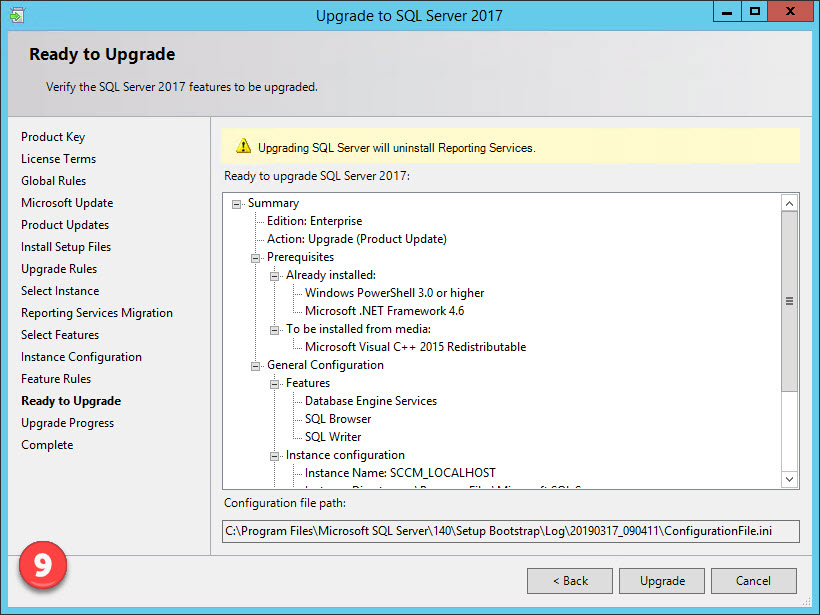 Upgrade to SQL Server 2017
Ready to Upgrade
Verify the SQL Server 2017 features to be upgraded.
Product Key
License Terms
Global Rules
Microsoft Update
Product Updates
Install Setup Files
Upgrade Rules
Select Instance
Reporting Services Migration
Select Features
Instance Configuration
Feature Rules
Ready to Upgrade
Upgrade Progress
Complete
Upgrading SQL Server will uninstall Reporting Services.
Ready to upgrade SQL Server 2017:
Summary
Edition: Enterprise
Action: Upgrade (Product Update)
Prerequisites
Already installed:
Windows PowerShell 3.0 or higher
Microsoft .NET Framework 4.6
To be installed from media:
Microsoft Visual C++ 2015 Redistributable
General Configuration
Features
Database Engine Services
SQL Browser
SQL Writer
Instance configuration
Instance Name: SCCM_LOCALHOST
Configuration file path:
C:\Program Files\Microsoft SQL Server\140\Setup Bootstrap\Log\20190317_090411\ConfigurationFile.ini
9
< Back
Upgrade
Cancel